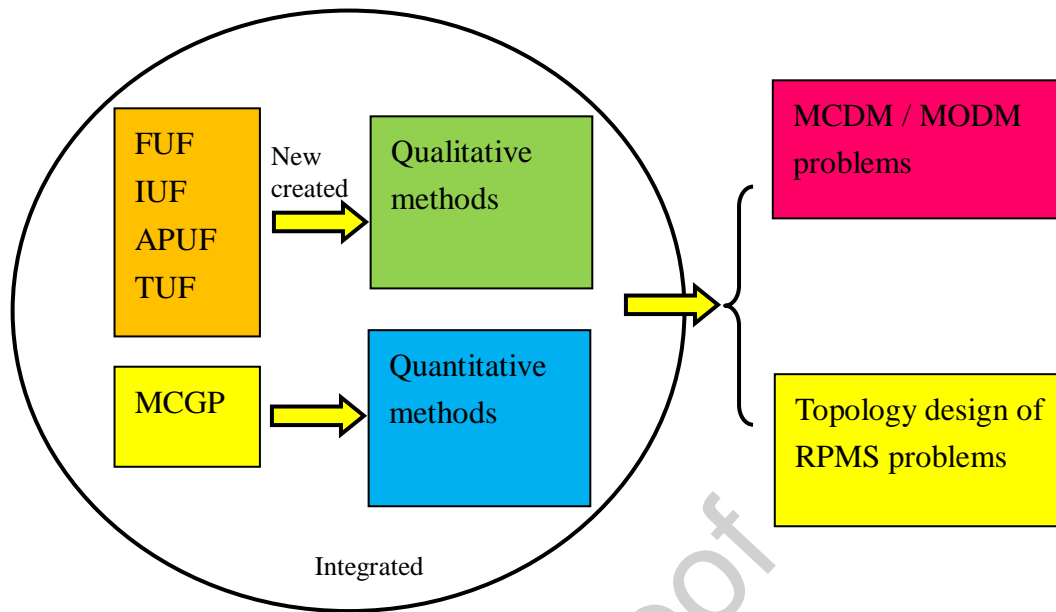 FUF
IUF
APUF
TUF
New
created
Qualitative
methods
MCGP
Quantitative
methods
Integrated
MCDM / MODM
problems
Topology design of
RPMS problems
oof